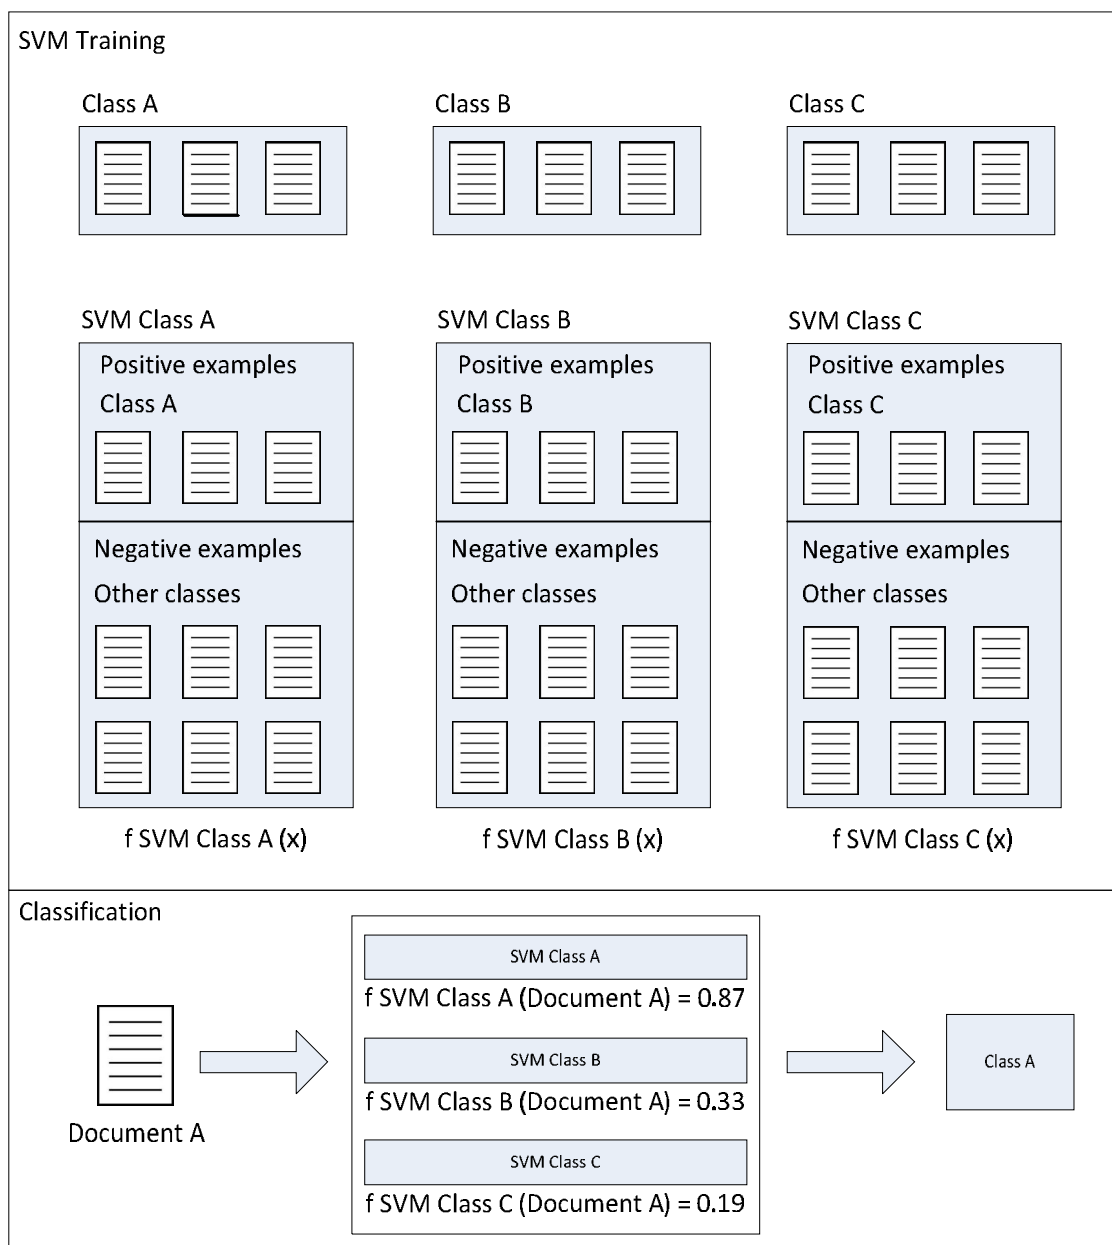 SVM Training
Class A
Class B
Class C
SVM Class A
SVM Class B
SVM Class C
Positive examples
Class A
Positive examples
Class B
Positive examples
Class C
Negative examples
Other classes
Negative examples
Other classes
Negative examples
Other classes
f SVM Class A (x)
f SVM Class B (x)
f SVM Class C (x)
Classification
Document A
SVM Class A
f SVM Class A (Document A) = 0.87
SVM Class B
f SVM Class B (Document A) = 0.33
SVM Class C
f SVM Class C (Document A) = 0.19
Class A